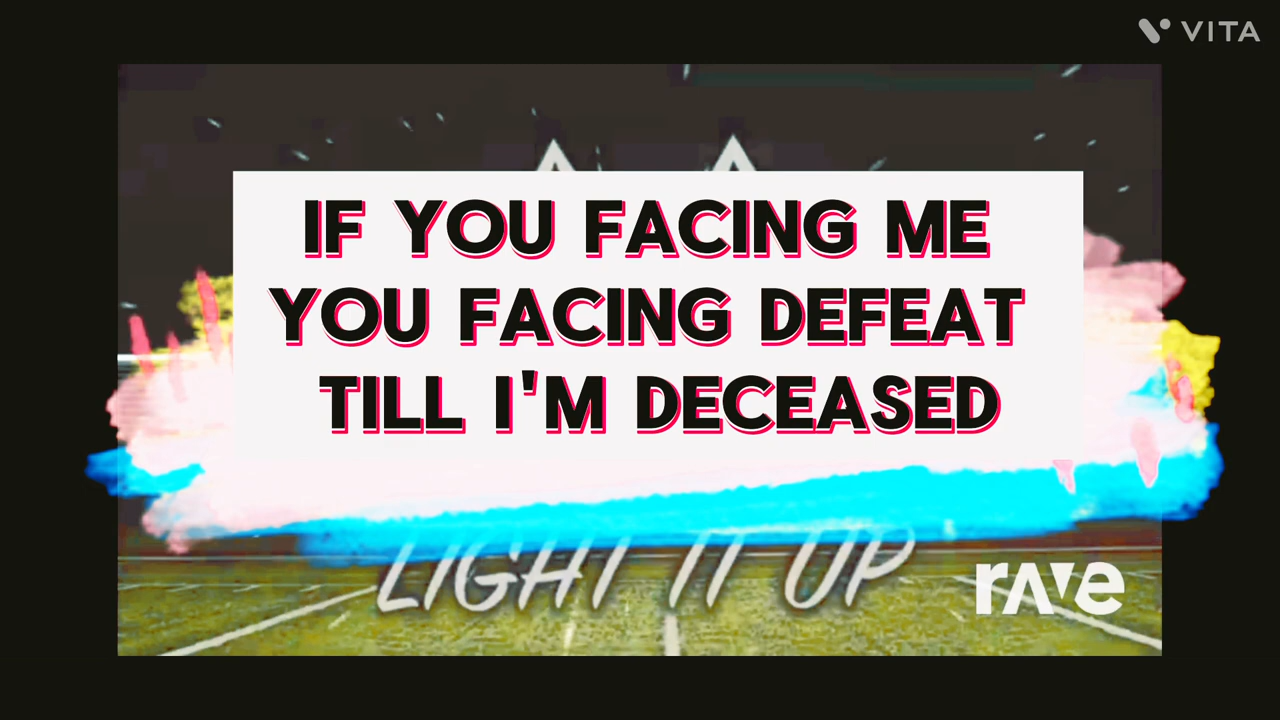 VITA
IF YOU FACING ME
YOU FACING DEFEAT
TILL I'M DECEASED
LIGHT IT UP
rave